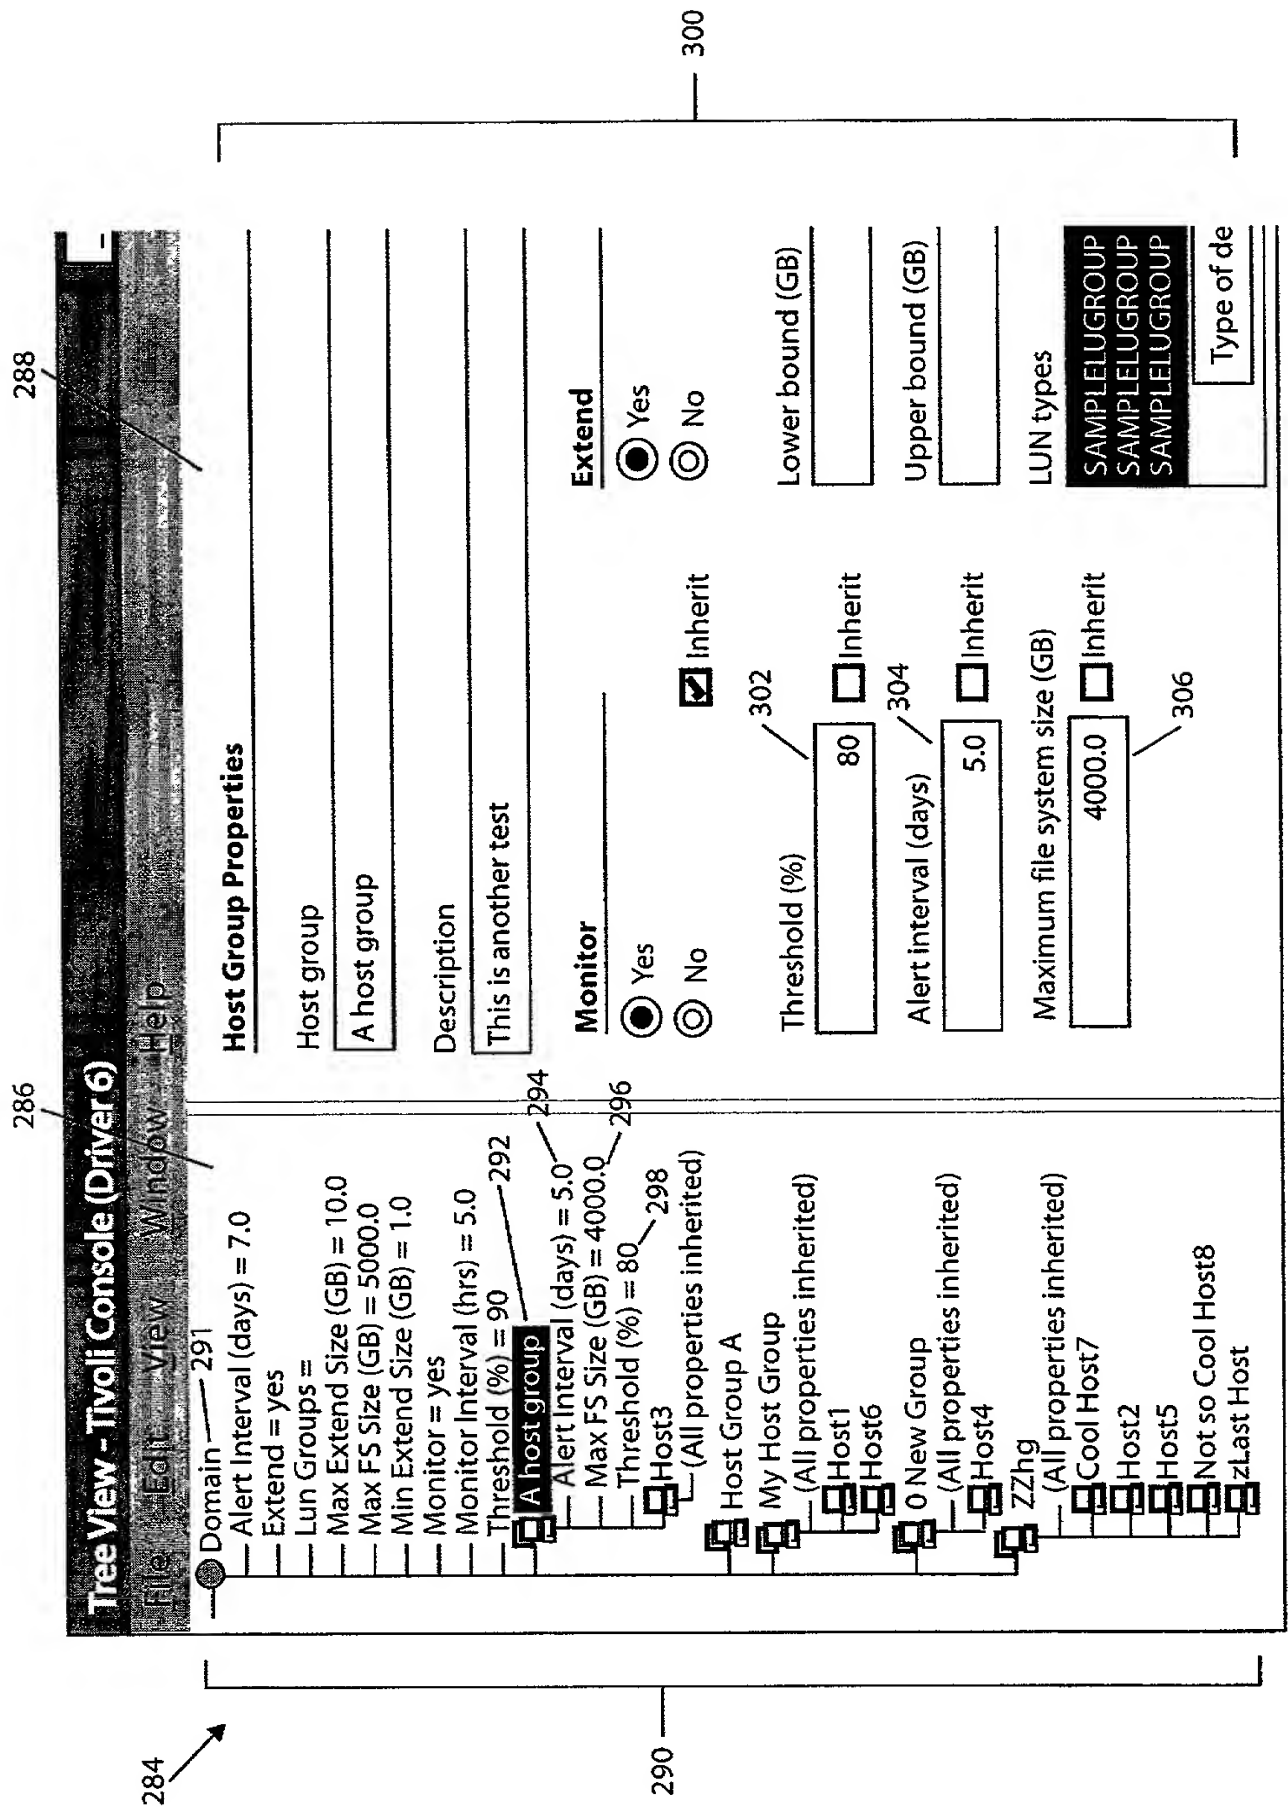 284
286
288
Tree View - Tivoli Console (Driver 6)
File Edit View Window Help
290
Domain
291
Alert Interval (days) = 7.0
Extend = yes
Lun Groups =
Max Extend Size (GB) = 10.0
Max FS Size (GB) = 5000.0
Min Extend Size (GB) = 1.0
Monitor = yes
Monitor Interval (hrs) = 5.0
Threshold (%) = 90
292
A host group
Alert Interval (days) = 5.0
294
Max FS Size (GB) = 4000.0
296
Threshold (%) = 80
298
Host3
(All properties inherited)
Host Group A
My Host Group
(All properties inherited)
Host1
Host6
0 New Group
(All properties inherited)
Host4
ZZhg
(All properties inherited)
Cool Host7
Host2
Host5
Not so Cool Host8
zLast Host
300
Host Group Properties
Host group
A host group
Description
This is another test
Monitor
Yes
No
Inherit
302
Threshold (%)
80
Inherit
304
Alert interval (days)
5.0
Inherit
Maximum file system size (GB
4000.0
Inherit
306
Extend
Yes
No
Lower bound (GB)
Upper bound (GB)
LUN types
SAMPLELUGROUP
SAMPLELUGROUP
SAMPLELUGROUP
Type of de